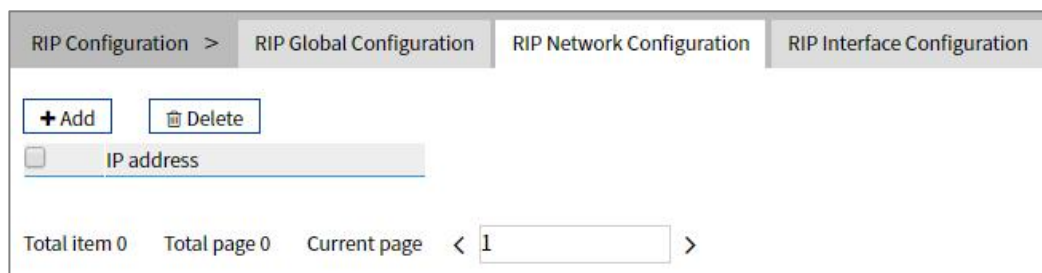 RIP Configuration > RIP Global Configuration RIP Network Configuration RIP Interface Configuration
+ Add Delete
IP address
Total item 0 Total page 0 Current page < 1 >